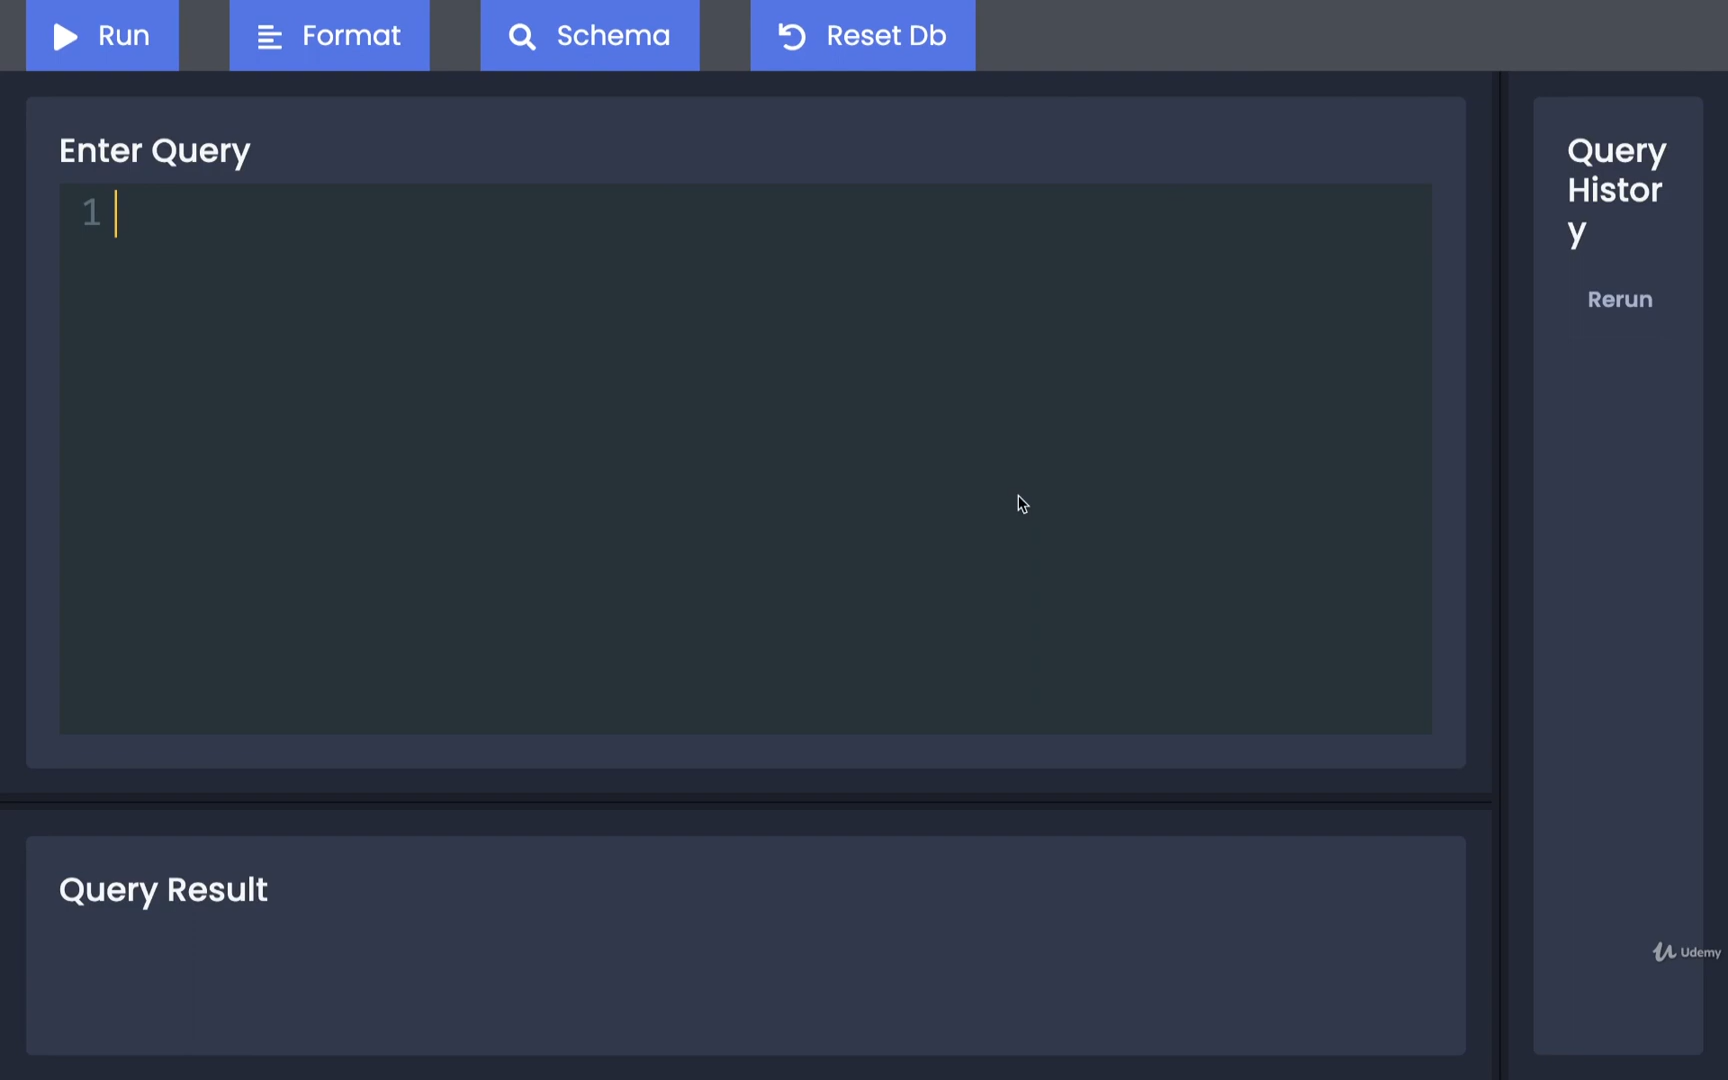 Run
Format
Schema
Reset Db
Enter Query
1
Query
Histor
y
Rerun
Query Result
Udemy